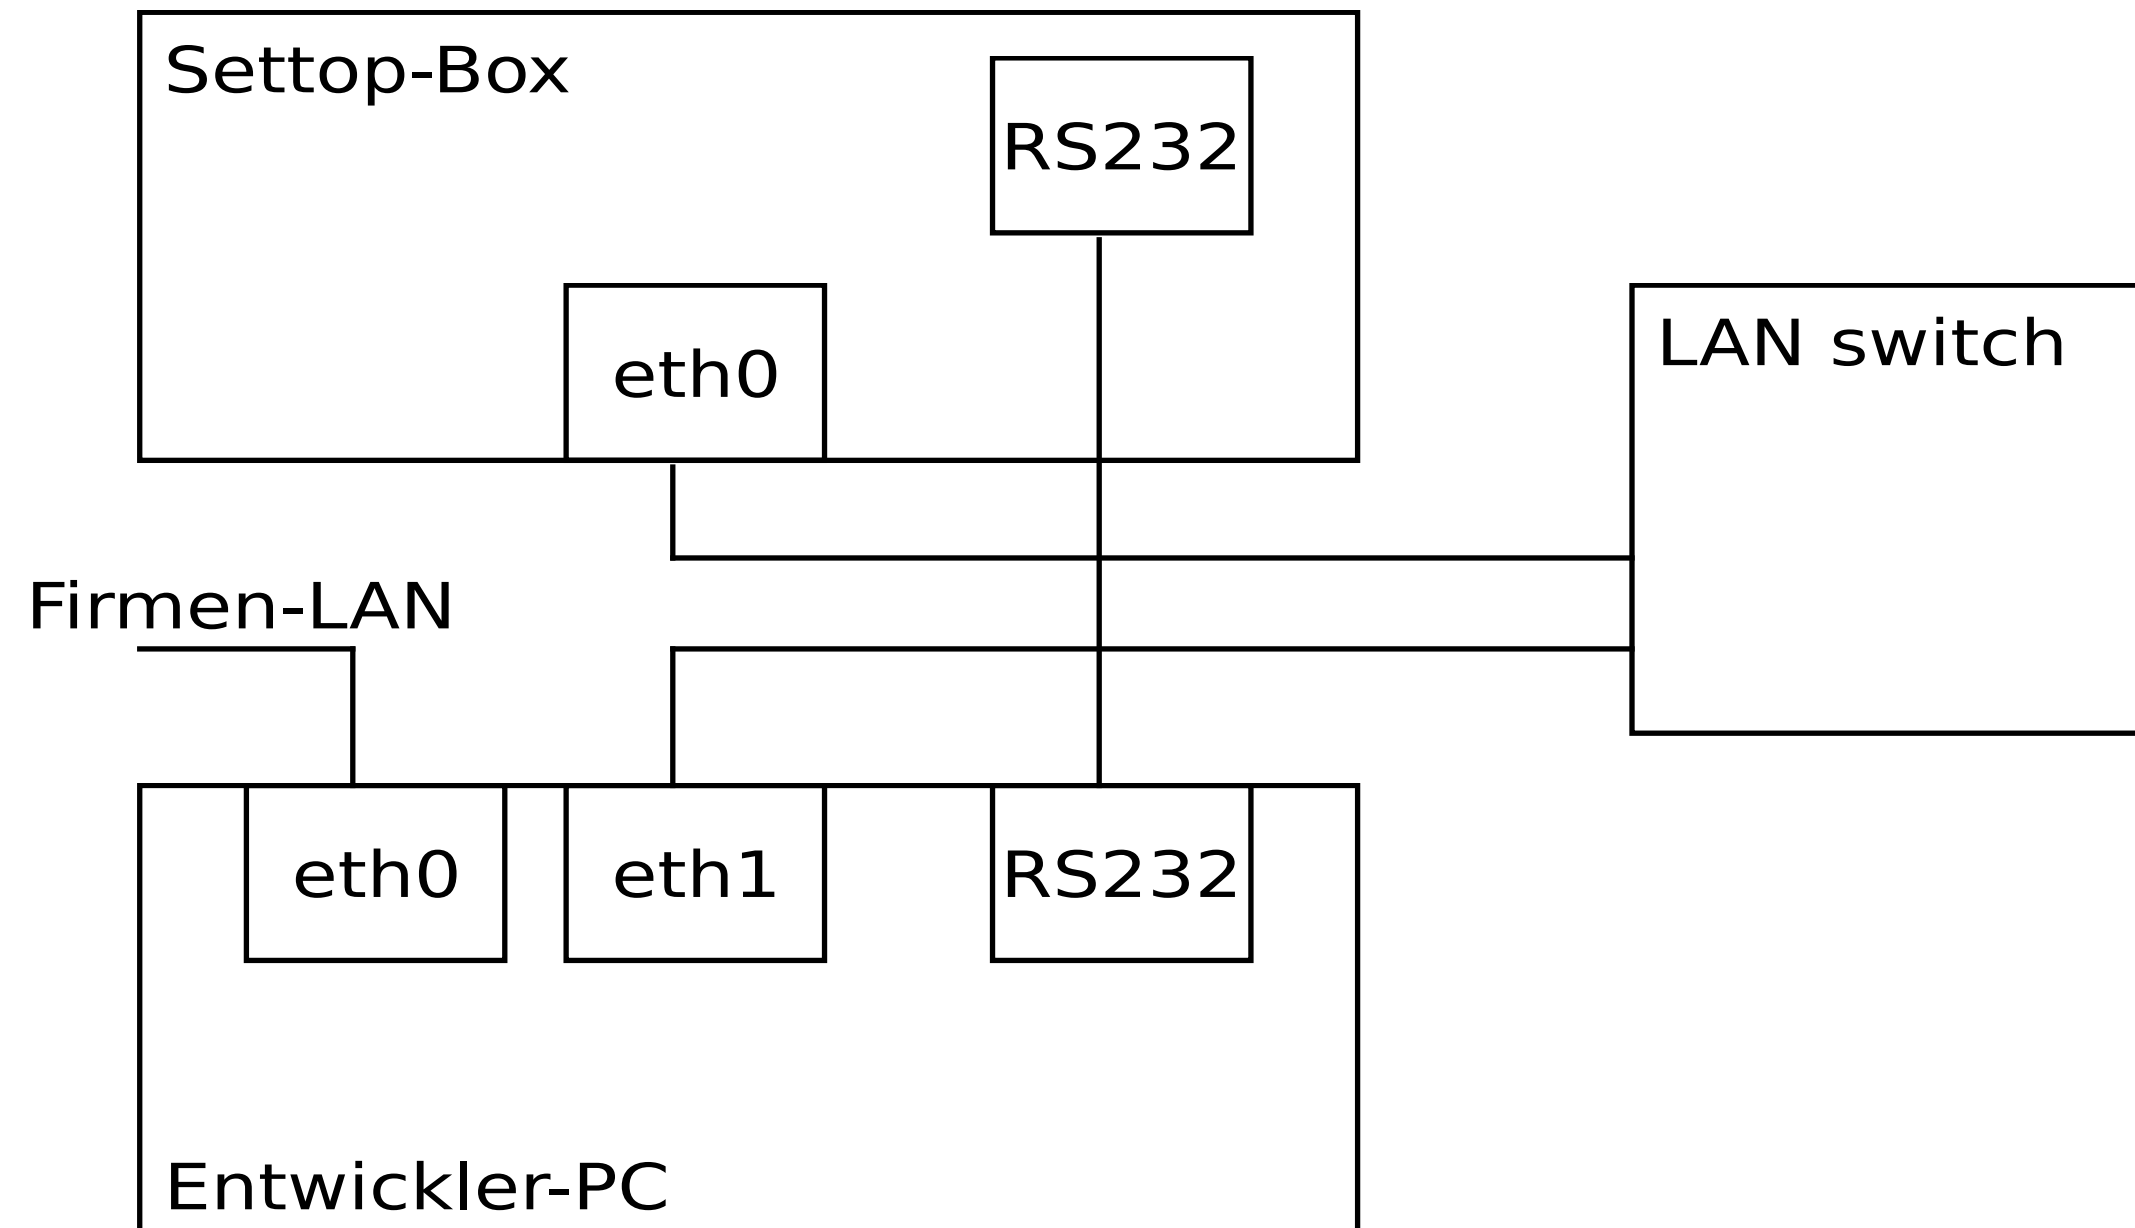 Settop-Box
RS232
eth0
LAN switch
Firmen-LAN
eth0
eth1
RS232
Entwickler-PC